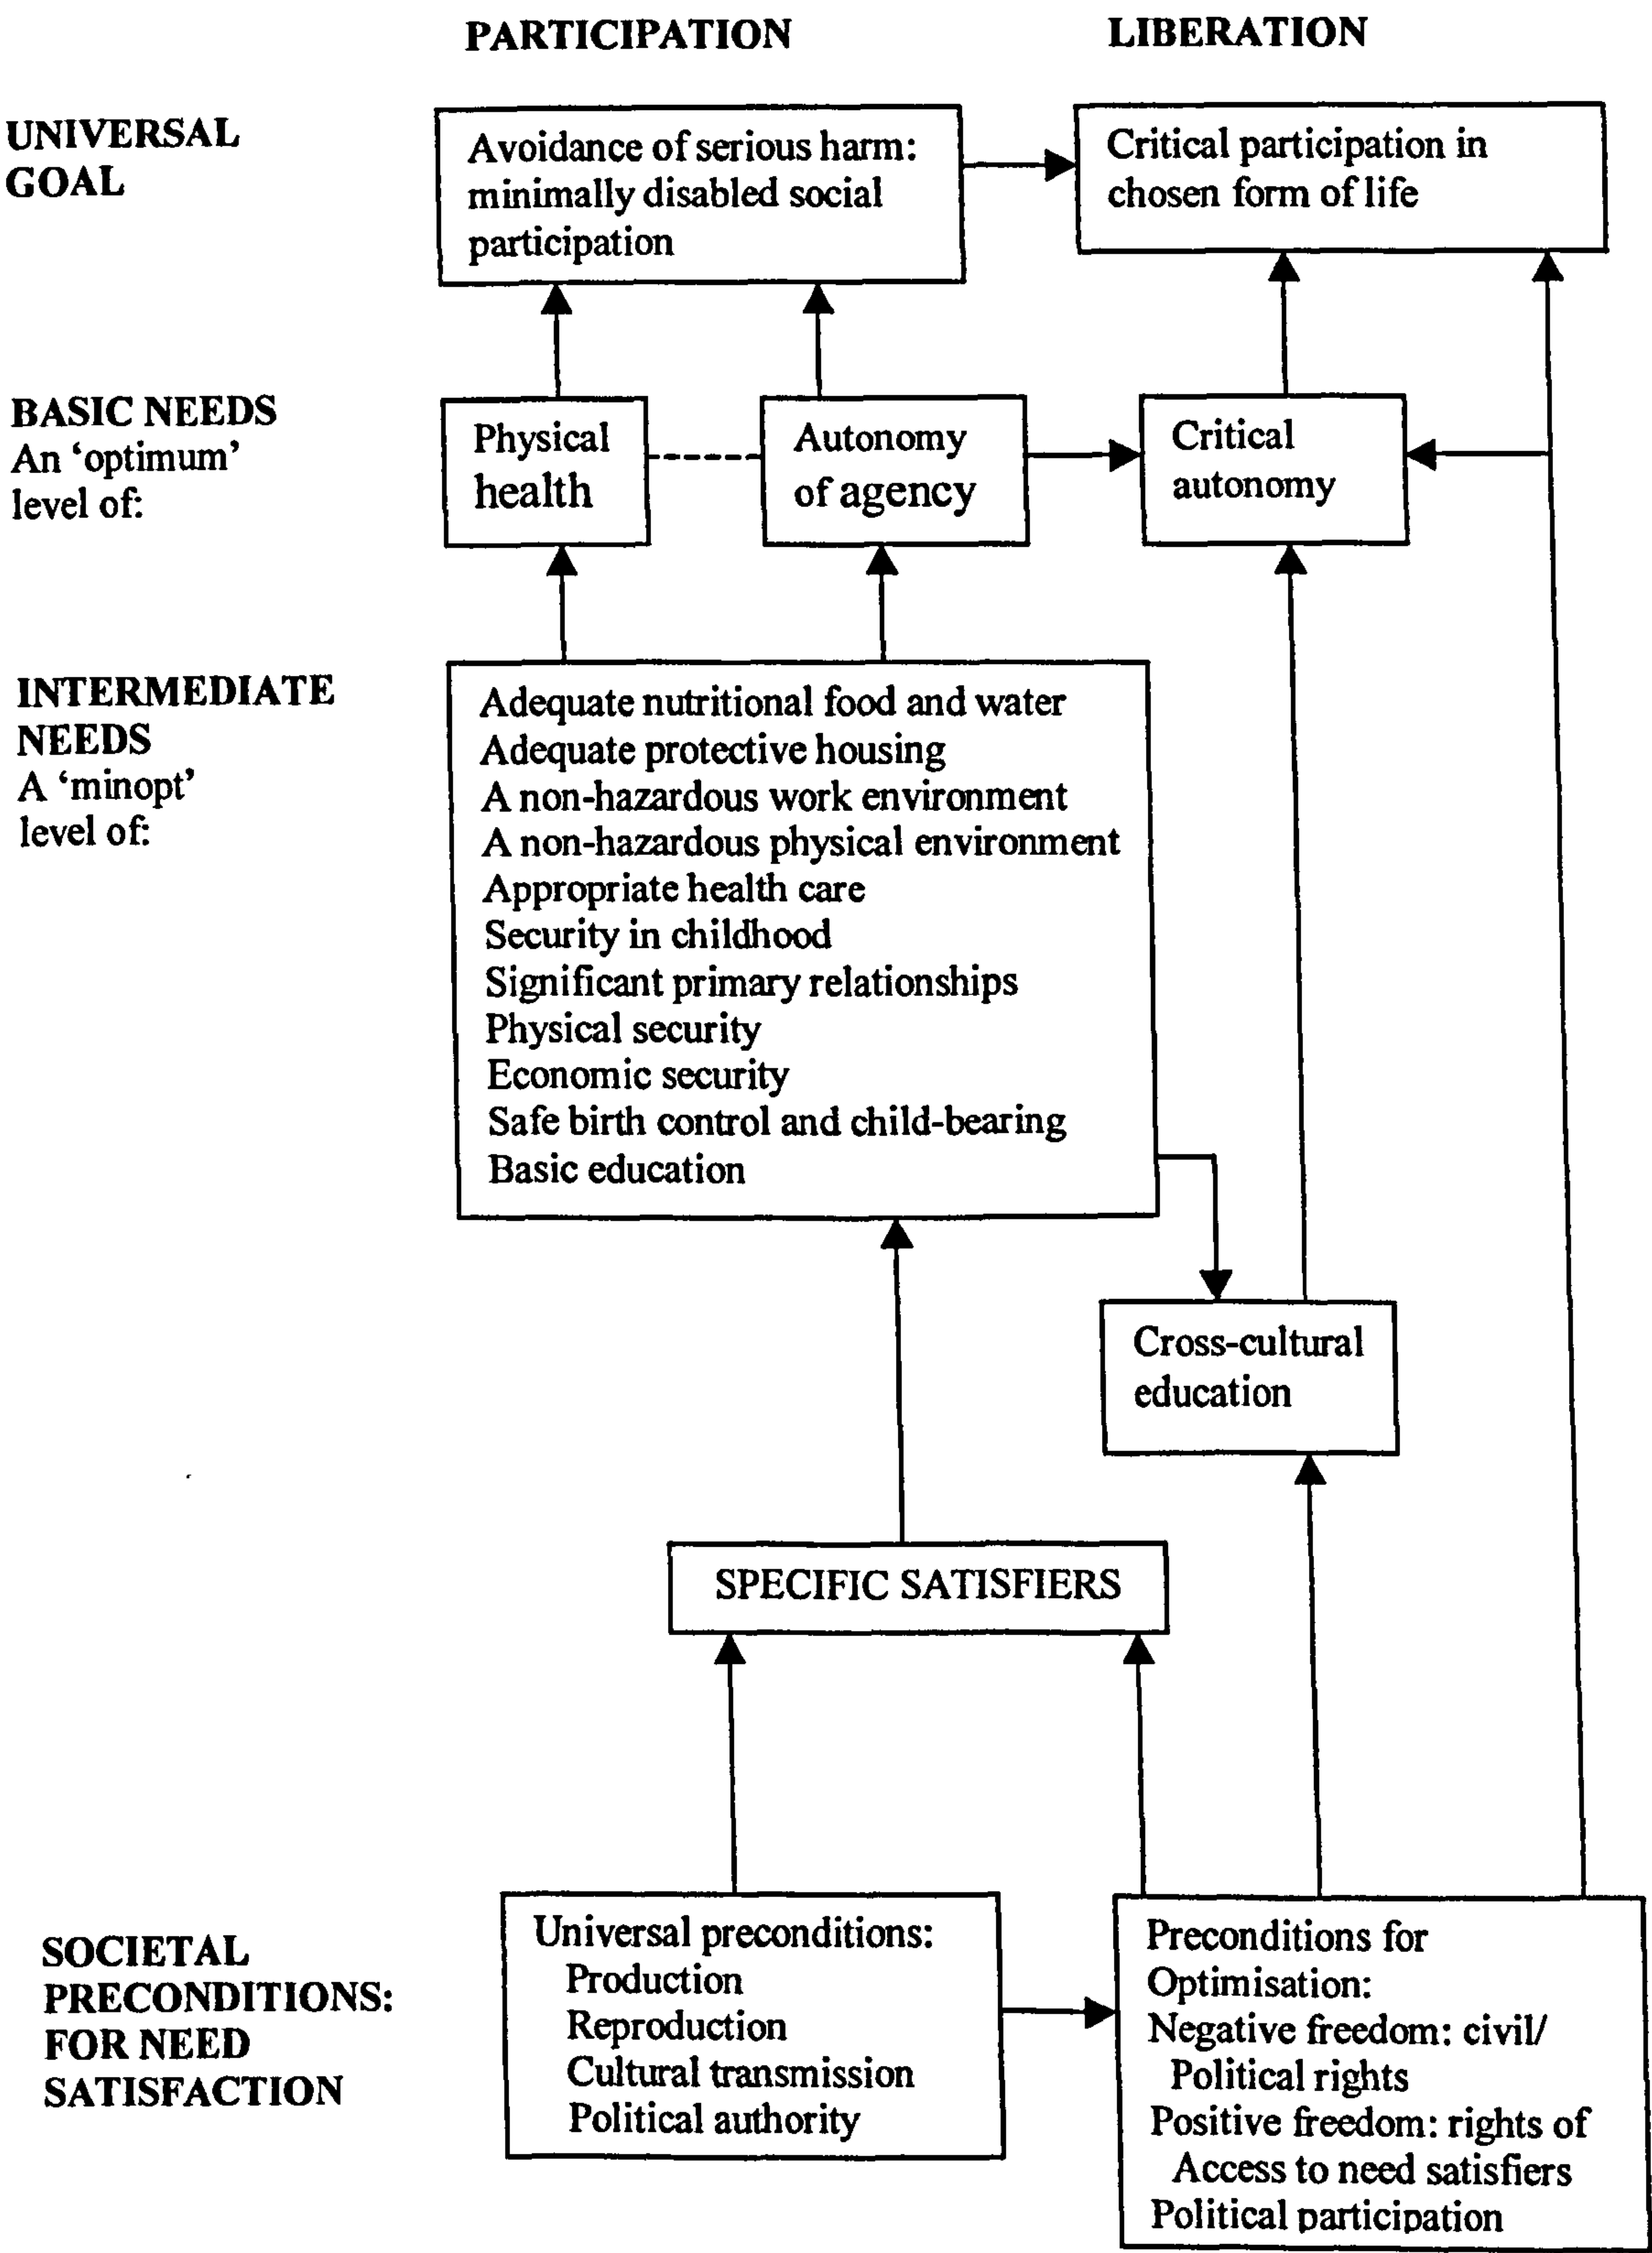 PARTICIPATION
LIBERATION
UNIVERSAL
GOAL
Avoidance of serious harm:
minimally disabled social
participation
Critical participation in
chosen form of life
BASIC NEEDS
An ‘optimum’
level of:
Physical
health
Autonomy
of agency
Critical
autonomy
INTERMEDIATE
NEEDS
A ‘minopt’
level of:
Adequate nutritional food and water
Adequate protective housing
A non-hazardous work environment
A non-hazardous physical environment
Appropriate health care
Security in childhood
Significant primary relationships
Physical security
Economic security
Safe birth control and child-bearing
Basic education
Cross-cultural
education
SPECIFIC SATISFIERS
SOCIETAL
PRECONDITIONS:
FOR NEED
SATISFACTION
Universal preconditions:
Production
Reproduction
Cultural transmission
Political authority
Preconditions for
Optimisation:
Negative freedom: civil/
Political rights
Positive freedom: rights of
Access to need satisfiers
Political participation